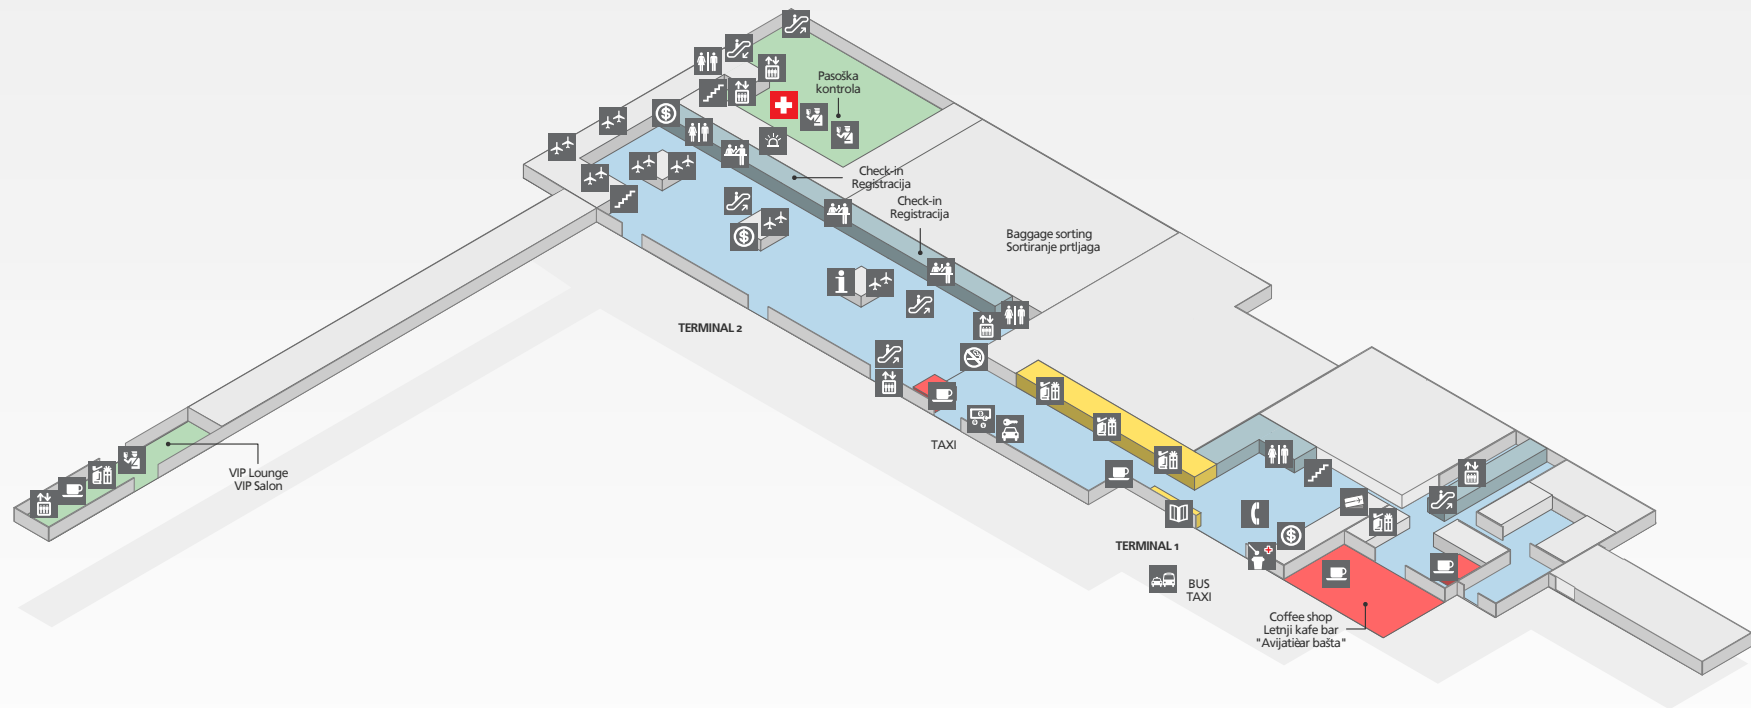 Pasoška
kontrola
Check-in
Registracija
Check-in
Registracija
Baggage sorting
Sortiranje prtljaga
TERMINAL 2
TAXI
VIP Lounge
VIP Salon
TERMINAL 1
BUS
TAXI
Coffee shop
Letnji kafe bar
"Avijatièar bašta"